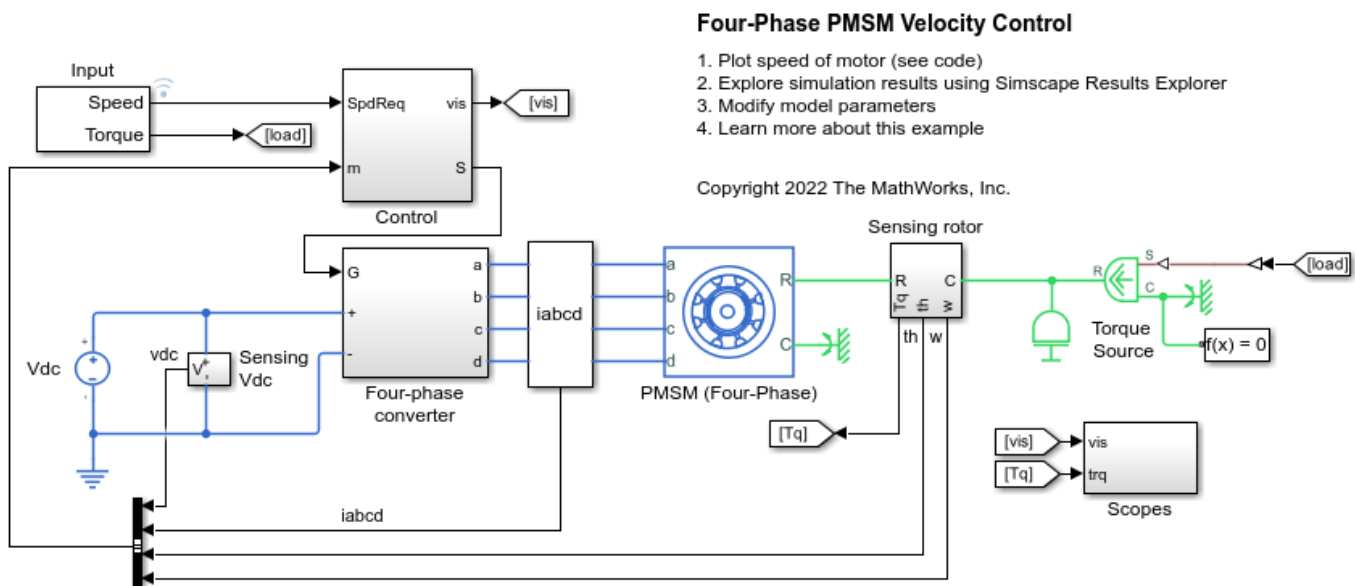 Four-Phase PMSM Velocity Control
1. Plot speed of motor (see code)
2. Explore simulation results using Simscape Results Explorer
3. Modify model parameters
4. Learn more about this example
Copyright 2022 The MathWorks, Inc.
Input
Speed
Torque
[load]
SpdReq
vis
m
S
Control
[vis]
G
+
-
a
b
c
d
Four-phase
converter
iabcd
a
b
c
d
R
C
PMSM (Four-Phase)
Sensing rotor
R
C
Tq
th
w
th
w
[Tq]
R
S
C
Torque
Source
[load]
f(x) = 0
Vdc
+
-
vdc
V
+
-
Sensing
Vdc
iabcd
[vis]
[Tq]
vis
trq
Scopes